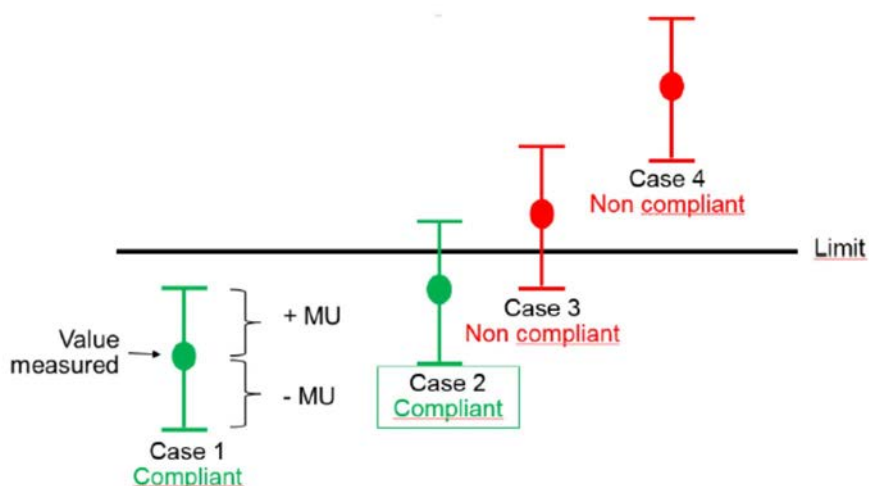 Case 4
Non compliant
Limit
Case 3
Non compliant
+ MU
Value
measured
- MU
Case 2
Compliant
Case 1
Compliant